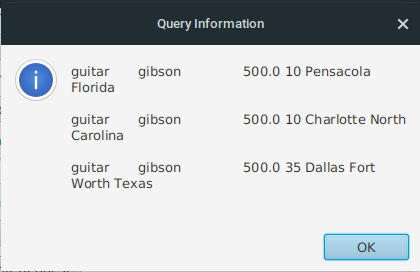 Query Information
guitar gibson 500.0 10 Pensacola
Florida
guitar gibson 500.0 10 Charlotte North
Carolina
guitar gibson 500.0 35 Dallas Fort
Worth Texas
OK